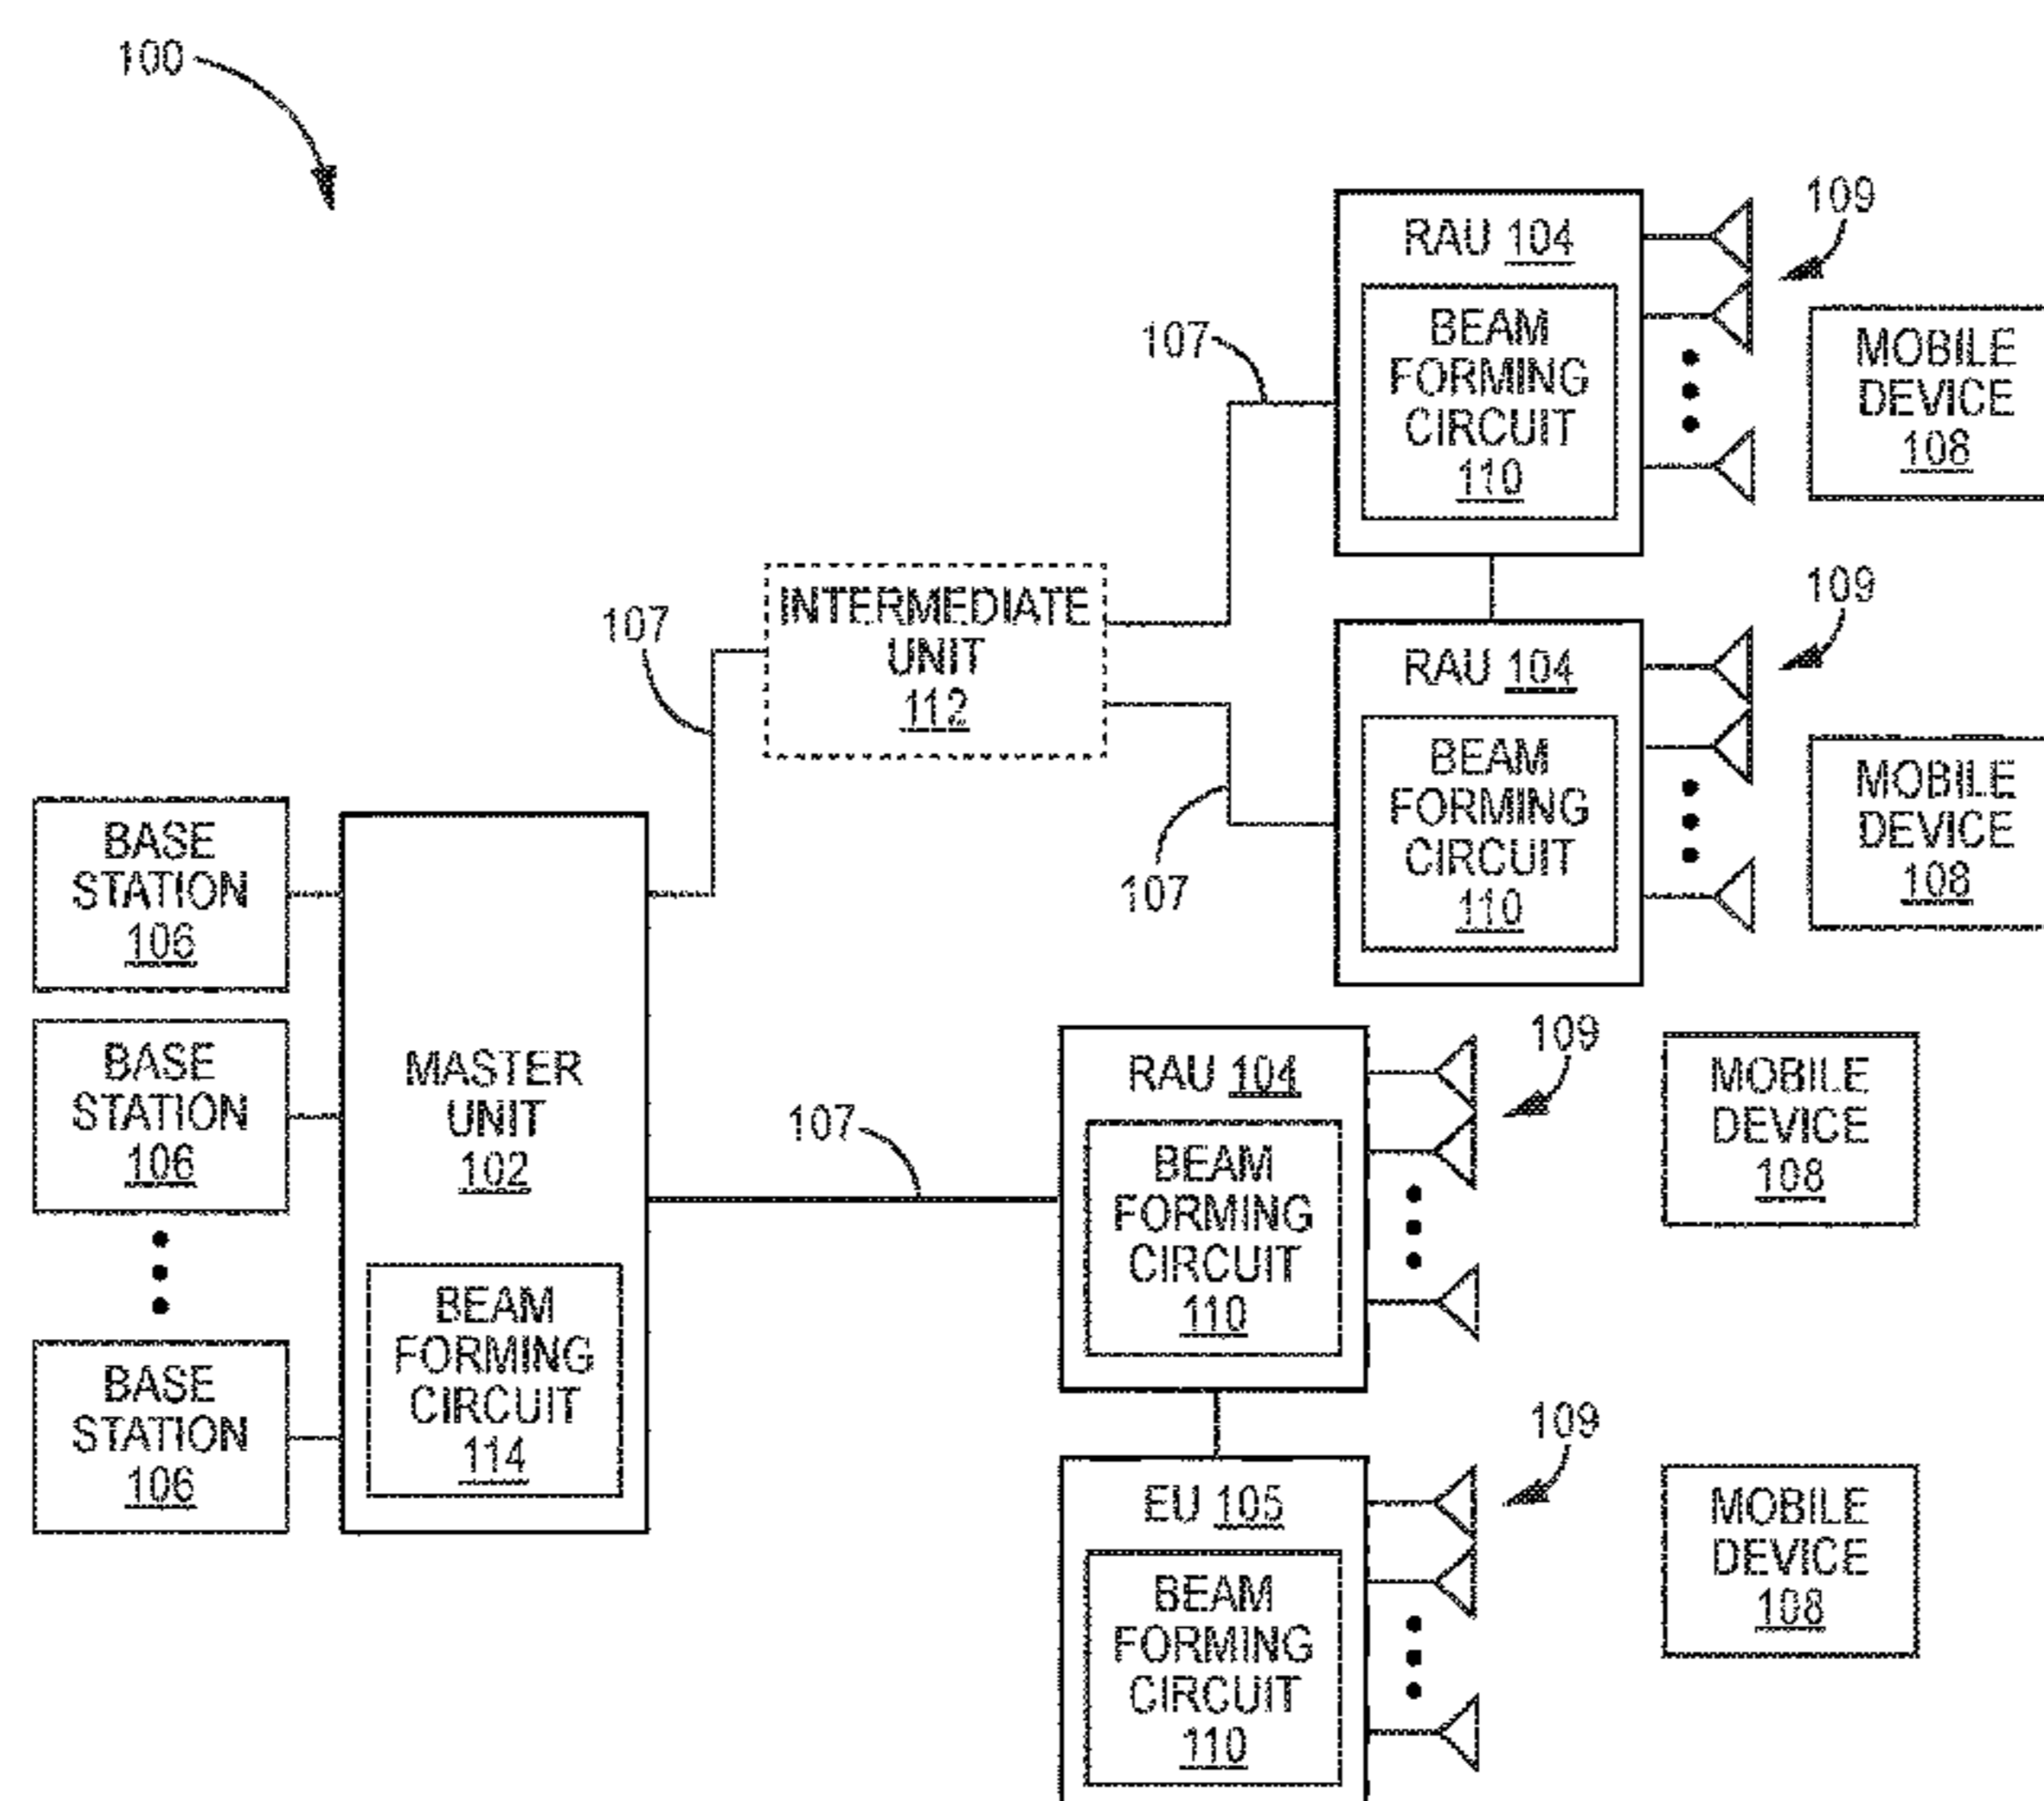 100
109
RAU 104
BEAM
FORMING
CIRCUIT
110
MOBILE
DEVICE
108
107
INTERMEDIATE
UNIT
112
107
109
RAU 104
BEAM
FORMING
CIRCUIT
110
MOBILE
DEVICE
108
107
BASE
STATION
106
BASE
STATION
106
BASE
STATION
106
MASTER
UNIT
102
BEAM
FORMING
CIRCUIT
114
107
109
RAU 104
BEAM
FORMING
CIRCUIT
110
MOBILE
DEVICE
108
109
EU 105
BEAM
FORMING
CIRCUIT
110
MOBILE
DEVICE
108